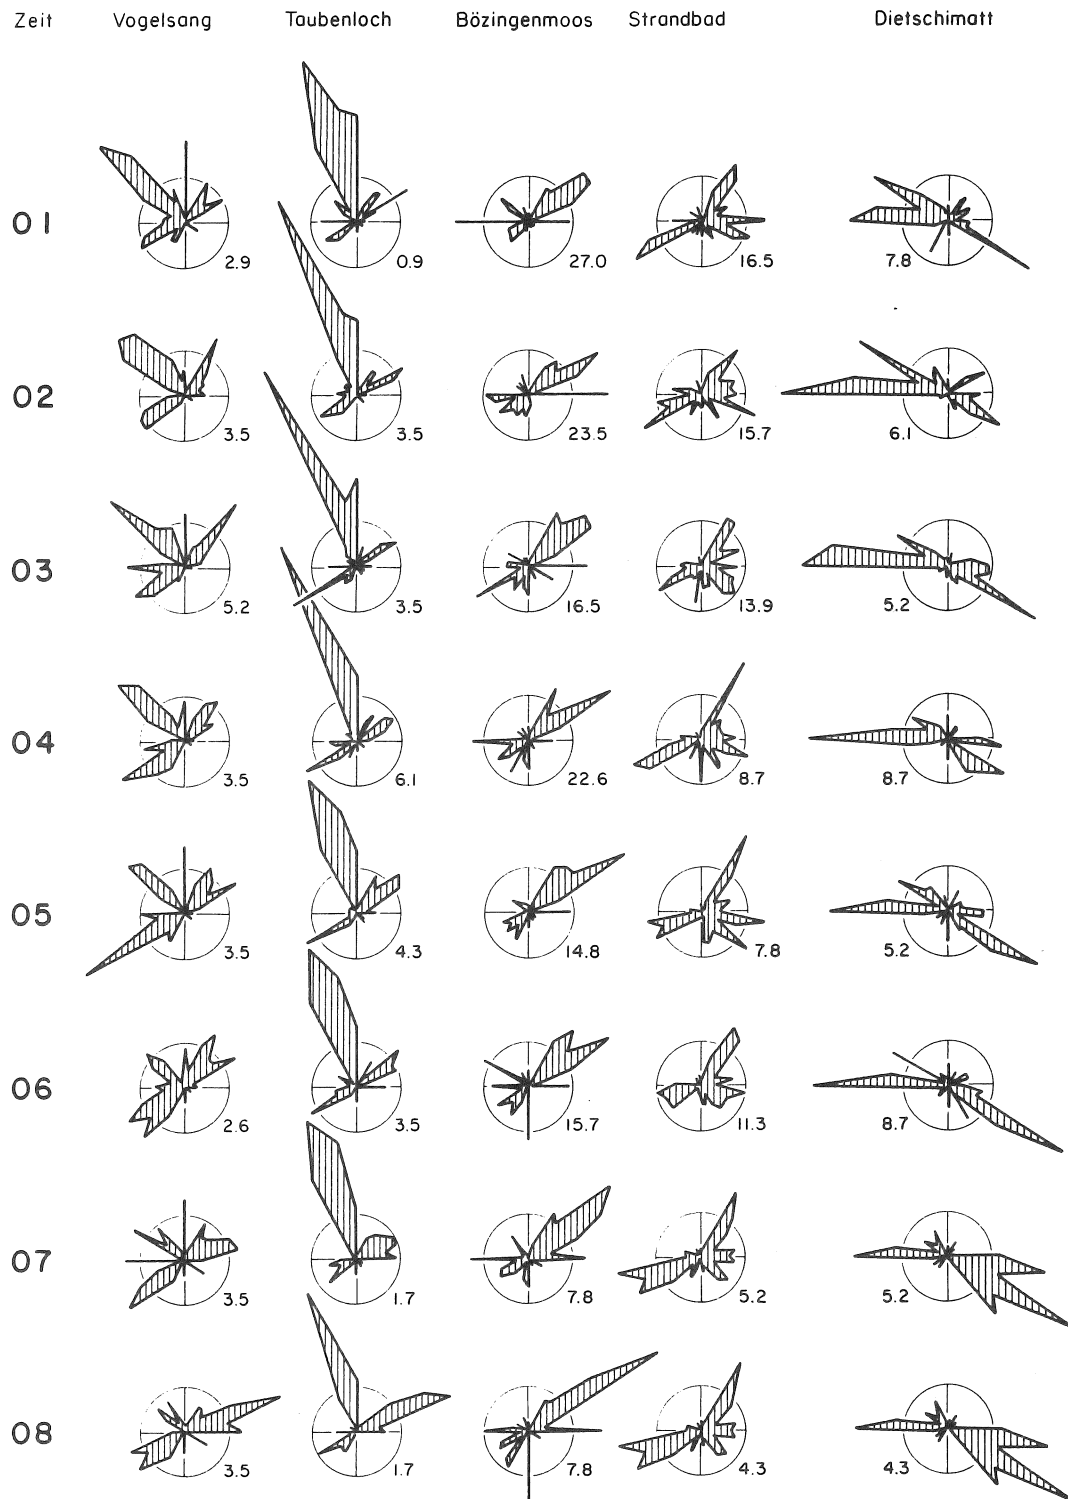 Zeit Vogelsang Taubenloch Bözingenmoos Strandbad Dietschimatt
01 2.9 0.9 27.0 16.5 7.8
02 3.5 3.5 23.5 15.7 6.1
03 5.2 3.5 16.5 13.9 5.2
04 3.5 6.1 22.6 8.7 8.7
05 3.5 4.3 14.8 7.8 5.2
06 2.6 3.5 15.7 11.3 8.7
07 3.5 1.7 7.8 5.2 5.2
08 3.5 1.7 7.8 4.3 4.3